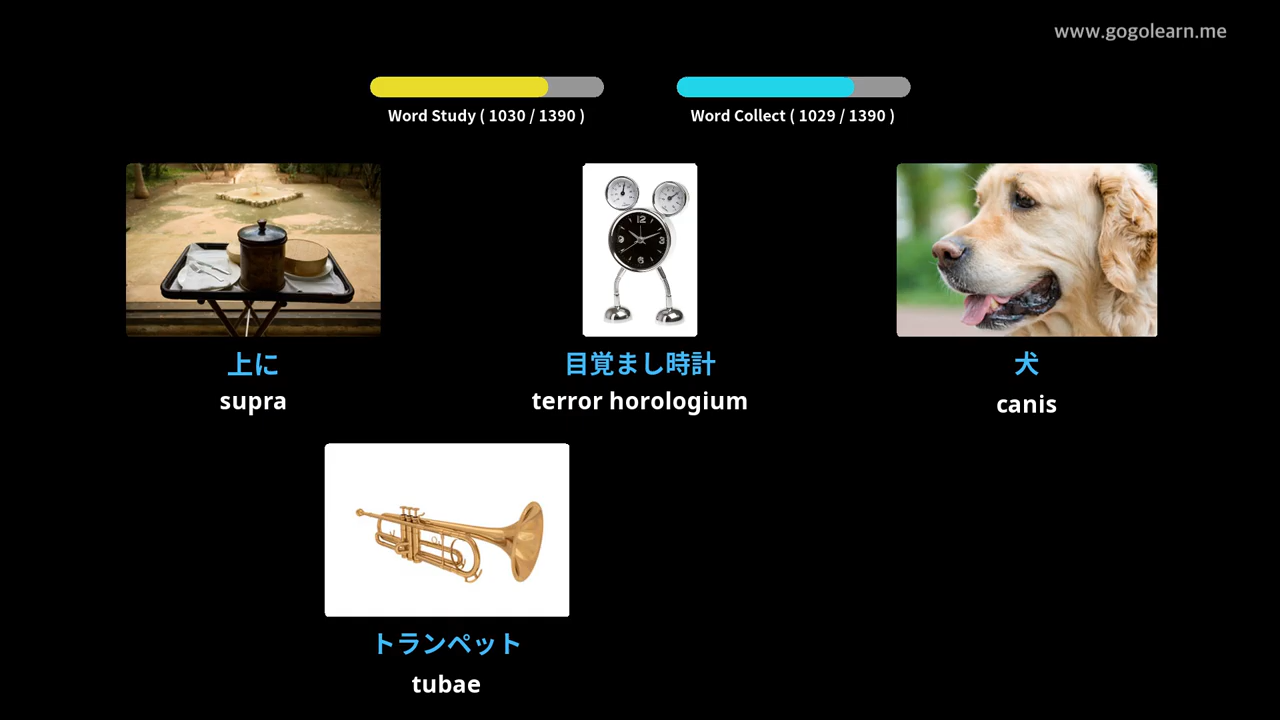 www.gogolearn.me
Word Study ( 1030 / 1390 )
Word Collect ( 1029 / 1390 )
上に
supra
目覚まし時計
terror horologium
犬
canis
トランペット
tubae